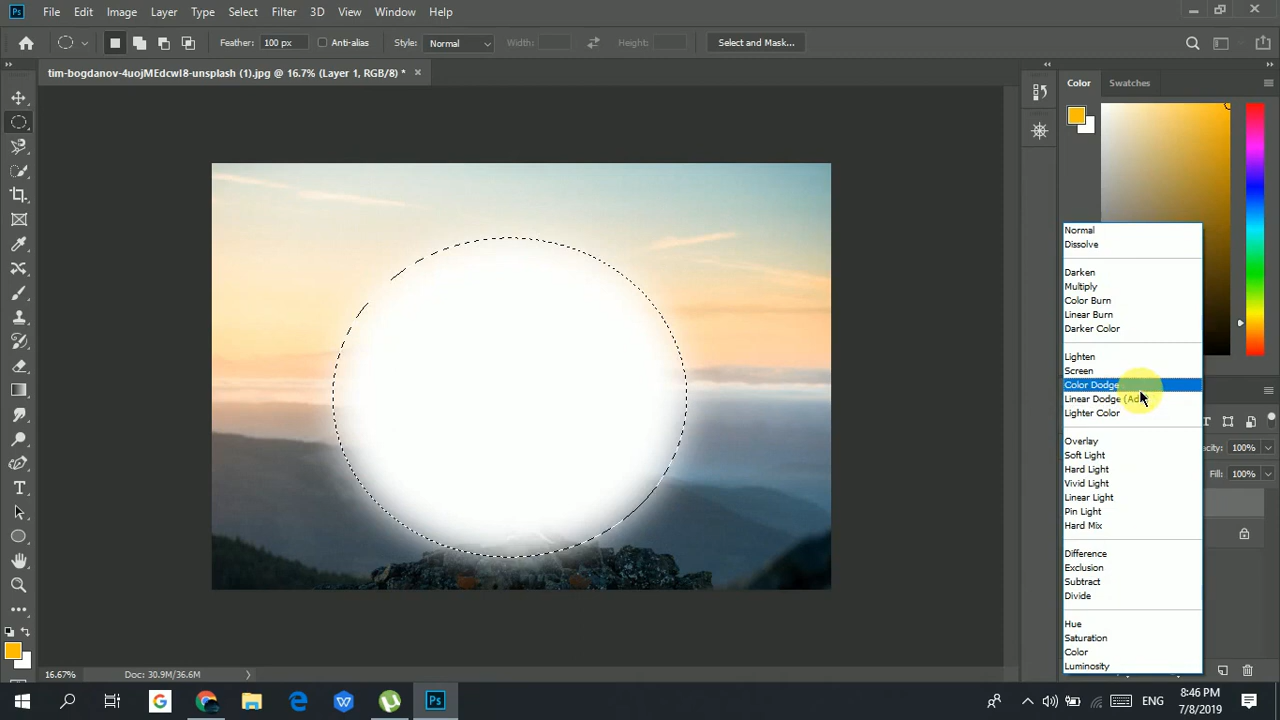 Ps File Edit Image Layer Type Select Filter 3D View Window Help
Feather: 100 px Anti-alias Style: Normal Width: Height: Select and Mask...
tim-bogdanov-4uojMEdcwI8-unsplash (1).jpg @ 16.7% (Layer 1, RGB/8) *
Color Swatches
Normal
Dissolve
Darken
Multiply
Color Burn
Linear Burn
Darker Color
Lighten
Screen
Color Dodge
Linear Dodge (Add)
Lighter Color
Overlay
Soft Light
Hard Light
Vivid Light
Linear Light
Pin Light
Hard Mix
Difference
Exclusion
Subtract
Divide
Hue
Saturation
Color
Luminosity
100%
Fill: 100%
16.67% Doc: 30.9M/36.6M
ENG
8:46 PM
7/8/2019